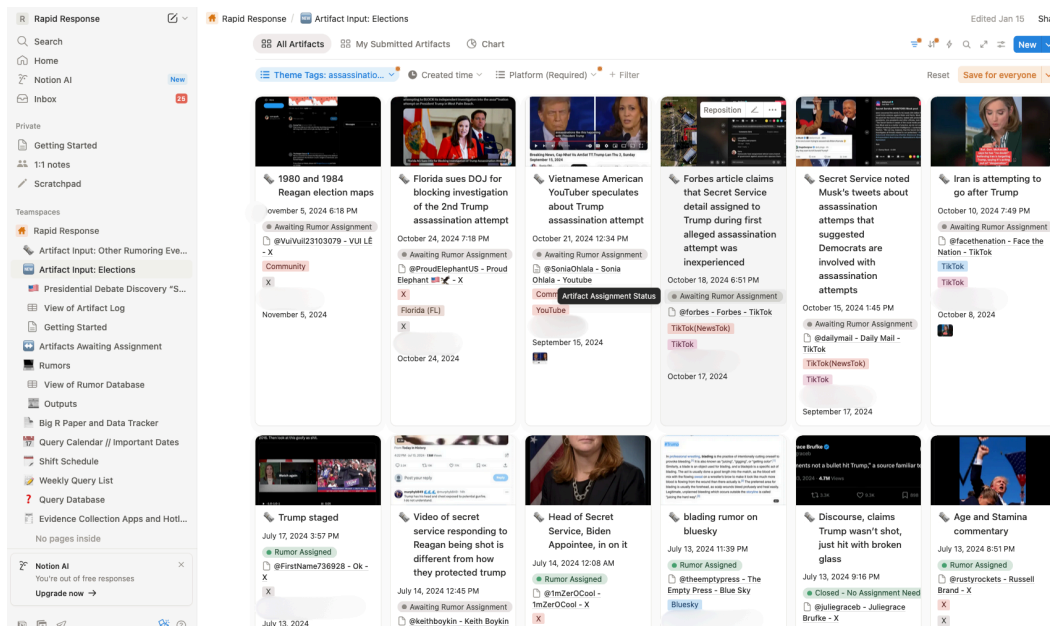 R Rapid Response
Search
Home
Notion AI New
Inbox 25
Private
Getting Started
1:1 notes
Scratchpad
Teamspaces
Rapid Response
Artifact Input: Other Rumoring Eve...
Artifact Input: Elections
Presidential Debate Discovery “S...
View of Artifact Log
Getting Started
Artifacts Awaiting Assignment
Rumors
View of Rumor Database
Outputs
Big R Paper and Data Tracker
Query Calendar // Important Dates
Shift Schedule
Weekly Query List
Query Database
Evidence Collection Apps and Hotl...
No pages inside
Notion AI
You're out of free responses
Upgrade now →
Rapid Response / Artifact Input: Elections
Edited Jan 15 Sha
All Artifacts My Submitted Artifacts Chart
New
Theme Tags: assassinatio... Created time Platform (Required) + Filter
Reset Save for everyone
1980 and 1984
Reagan election maps
ovember 5, 2024 6:18 PM
Awaiting Rumor Assignment
@VuiVuil23103079 - VUI LÊ
- X
Community
X
November 5, 2024
Florida sues DOJ for
blocking investigation
of the 2nd Trump
assassination attempt
October 24, 2024 7:18 PM
Awaiting Rumor Assignment
@ProudElephantUS - Proud
Elephant 🇺🇸🦅 - X
X
Florida (FL)
X
October 24, 2024
Vietnamese American
YouTuber speculates
about Trump
assassination attempt
October 21, 2024 12:34 PM
Awaiting Rumor Assignment
@SoniaOhlala - Sonia
Ohlala - Youtube
Comm
Artifact Assignment Status
YouTube
September 15, 2024
Reposition
Forbes article claims
that Secret Service
detail assigned to
Trump during first
alleged assassination
attempt was
inexperienced
October 18, 2024 6:51 PM
Awaiting Rumor Assignment
@forbes - Forbes - TikTok
TikTok(NewsTok)
TikTok
October 17, 2024
Secret Service noted
Musk's tweets about
assassination
attemps that
suggested
Democrats are
involved with
assassination
attempts
October 15, 2024 1:45 PM
Awaiting Rumor Assignment
@dailymail - Daily Mail -
TikTok
TikTok(NewsTok)
TikTok
September 17, 2024
Iran is attempting to
go after Trump
October 10, 2024 7:49 PM
Awaiting Rumor Assignment
@facethenation - Face the
Nation - TikTok
TikTok
TikTok
October 8, 2024
Trump staged
July 17, 2024 3:57 PM
Rumor Assigned
@FirstName736928 - Ok -
X
X
July 13, 2024
Video of secret
service responding to
Reagan being shot is
different from how
they protected trump
July 14, 2024 12:45 PM
Awaiting Rumor Assignment
@keithboykin - Keith Boykin
Head of Secret
Service, Biden
Appointee, in on it
July 14, 2024 12:08 AM
Rumor Assigned
@1mZerOCool -
1mZerOCool - X
X
blading rumor on
bluesky
July 13, 2024 11:39 PM
Rumor Assigned
@theemptypress - The
Empty Press - Blue Sky
Bluesky
Discourse, claims
Trump wasn't shot,
just hit with broken
glass
July 13, 2024 9:16 PM
Closed - No Assignment Need
@juliegraceb - Juliegrace
Brufke - X
Age and Stamina
commentary
July 13, 2024 8:51 PM
Rumor Assigned
@rustyrockets - Russell
Brand - X
X
X